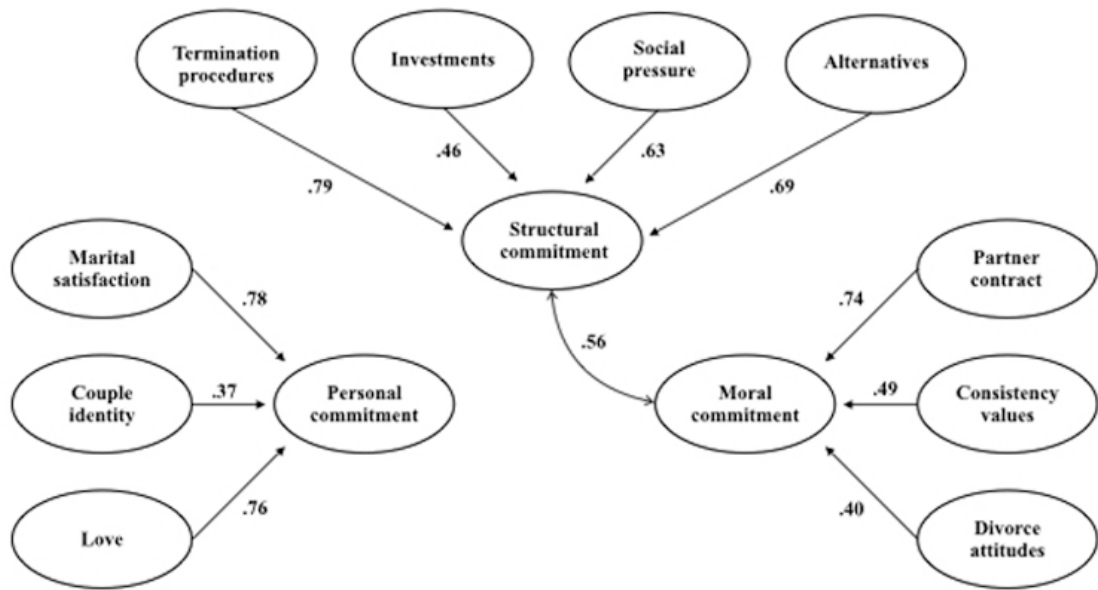 Termination
procedures
Investments
Social
pressure
Alternatives
.79
.46
.63
.69
Structural
commitment
Marital
satisfaction
.78
Couple
identity
.37
Personal
commitment
Love
.76
.56
Moral
commitment
Partner
contract
.74
Consistency
values
.49
Divorce
attitudes
.40